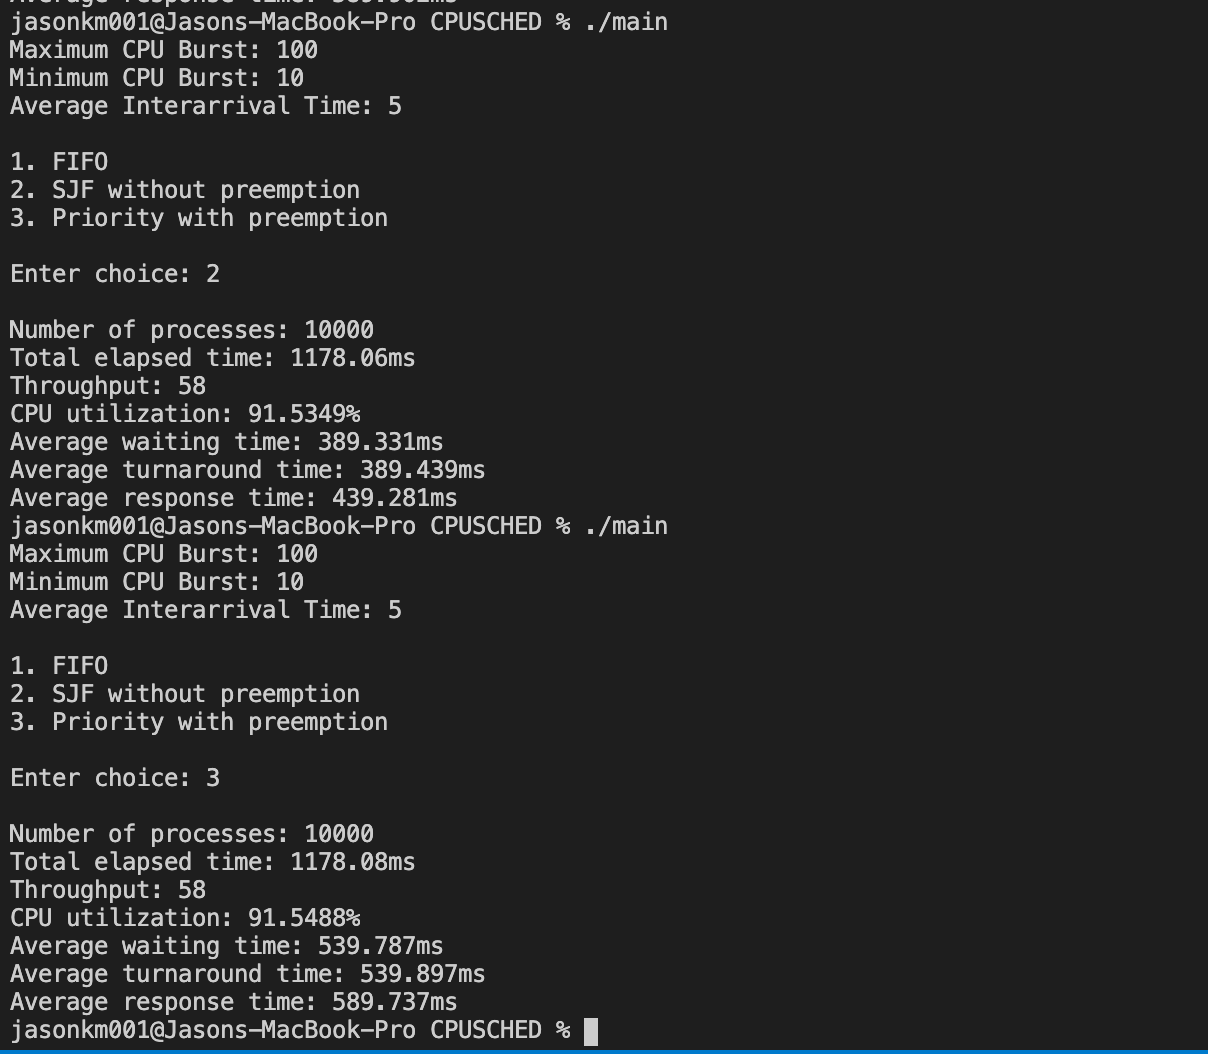 jasonkm001@Jasons-MacBook-Pro CPUSCHED % ./main
Maximum CPU Burst: 100
Minimum CPU Burst: 10
Average Interarrival Time: 5
1. FIFO
2. SJF without preemption
3. Priority with preemption
Enter choice: 2
Number of processes: 10000
Total elapsed time: 1178.06ms
Throughput: 58
CPU utilization: 91.5349%
Average waiting time: 389.331ms
Average turnaround time: 389.439ms
Average response time: 439.281ms
jasonkm001@Jasons-MacBook-Pro CPUSCHED % ./main
Maximum CPU Burst: 100
Minimum CPU Burst: 10
Average Interarrival Time: 5
1. FIFO
2. SJF without preemption
3. Priority with preemption
Enter choice: 3
Number of processes: 10000
Total elapsed time: 1178.08ms
Throughput: 58
CPU utilization: 91.5488%
Average waiting time: 539.787ms
Average turnaround time: 539.897ms
Average response time: 589.737ms
jasonkm001@Jasons-MacBook-Pro CPUSCHED %